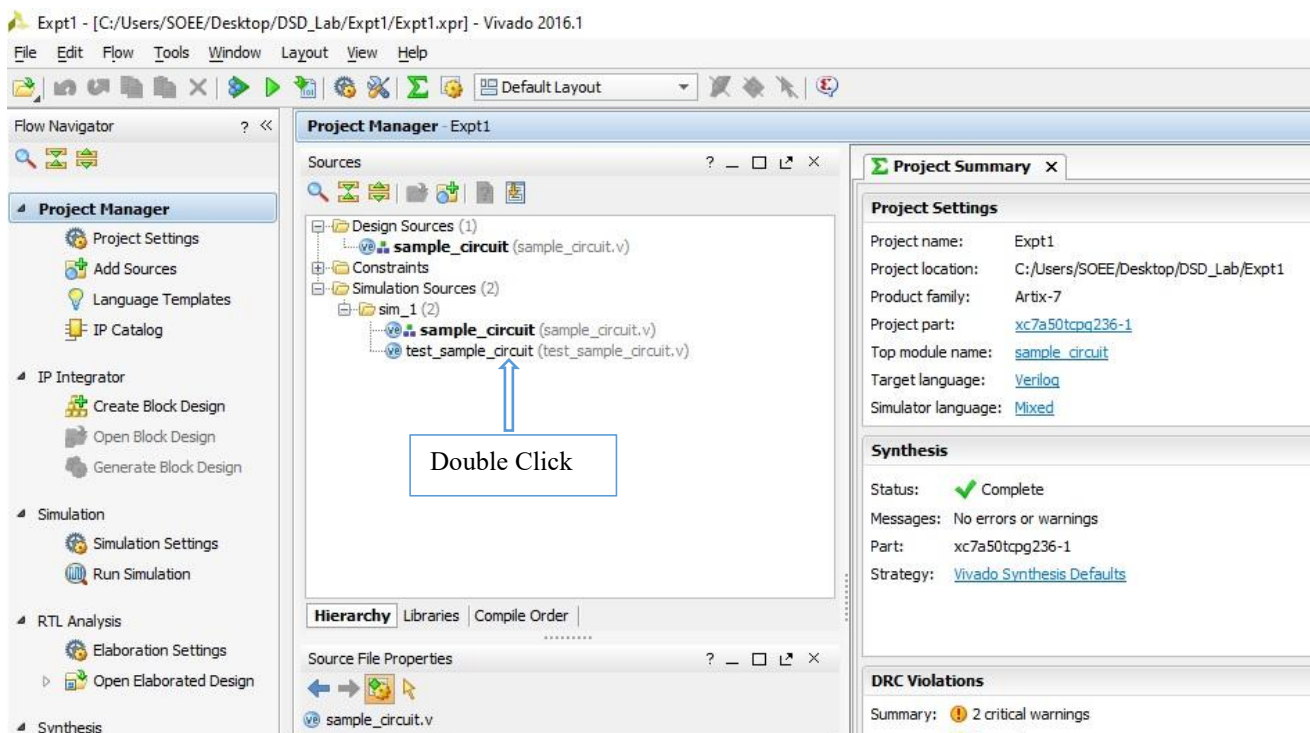 Expt1 - [C:/Users/SOEE/Desktop/DSD_Lab/Expt1/Expt1.xpr] - Vivado 2016.1
File Edit Flow Tools Window Layout View Help
Default Layout
Flow Navigator ? «
Project Manager
Project Settings
Add Sources
Language Templates
IP Catalog
IP Integrator
Create Block Design
Open Block Design
Generate Block Design
Simulation
Simulation Settings
Run Simulation
RTL Analysis
Elaboration Settings
Open Elaborated Design
Synthesis
Project Manager - Expt1
Sources
Design Sources (1)
sample_circuit (sample_circuit.v)
Constraints
Simulation Sources (2)
sim_1 (2)
sample_circuit (sample_circuit.v)
test_sample_circuit (test_sample_circuit.v)
Double Click
Hierarchy Libraries Compile Order
Source File Properties
sample_circuit.v
Project Summary
Project Settings
Project name: Expt1
Project location: C:/Users/SOEE/Desktop/DSD_Lab/Expt1
Product family: Artix-7
Project part: xc7a50tcpg236-1
Top module name: sample_circuit
Target language: Verilog
Simulator language: Mixed
Synthesis
Status: Complete
Messages: No errors or warnings
Part: xc7a50tcpg236-1
Strategy: Vivado Synthesis Defaults
DRC Violations
Summary: 2 critical warnings